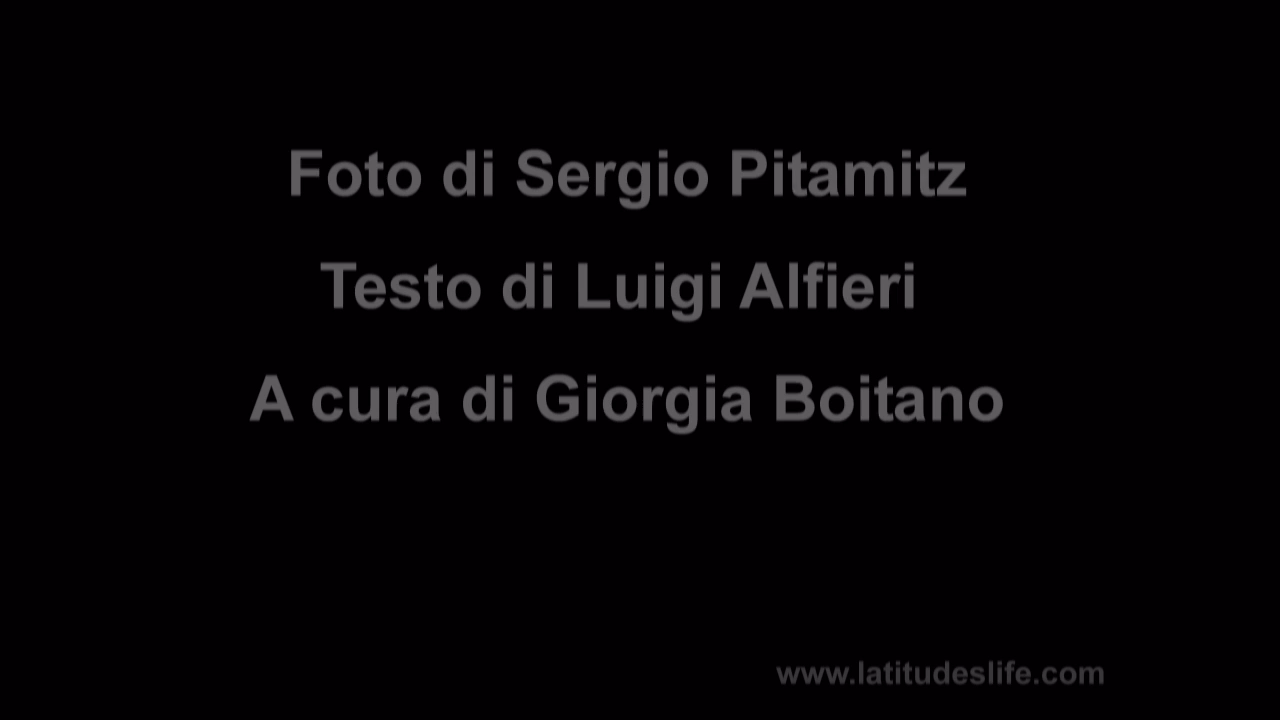 Foto di Sergio Pitamitz
Testo di Luigi Alfieri
A cura di Giorgia Boitano
www.latitudeslife.com